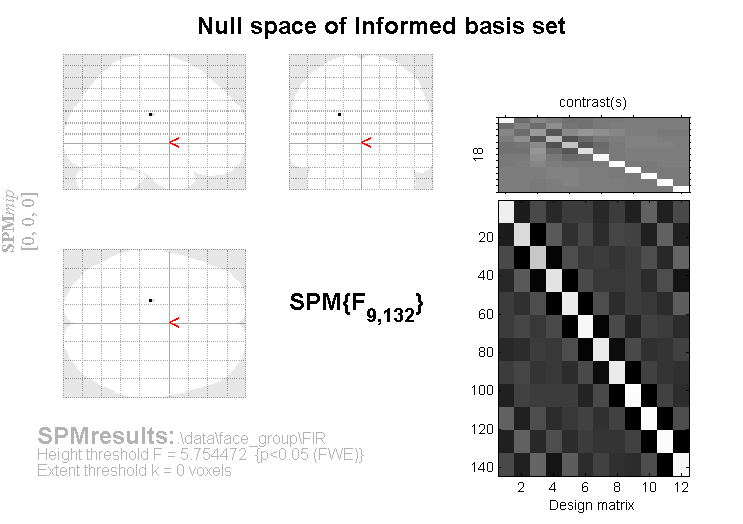 Null space of Informed basis set
SPMmip
[0, 0, 0]
<
<
<
SPM{F9,132}
contrast(s)
18
20
40
60
80
100
120
140
2 4 6 8 10 12
Design matrix
SPMresults: .\data\face_group\FIR
Height threshold F = 5.754472 {p<0.05 (FWE)}
Extent threshold k = 0 voxels